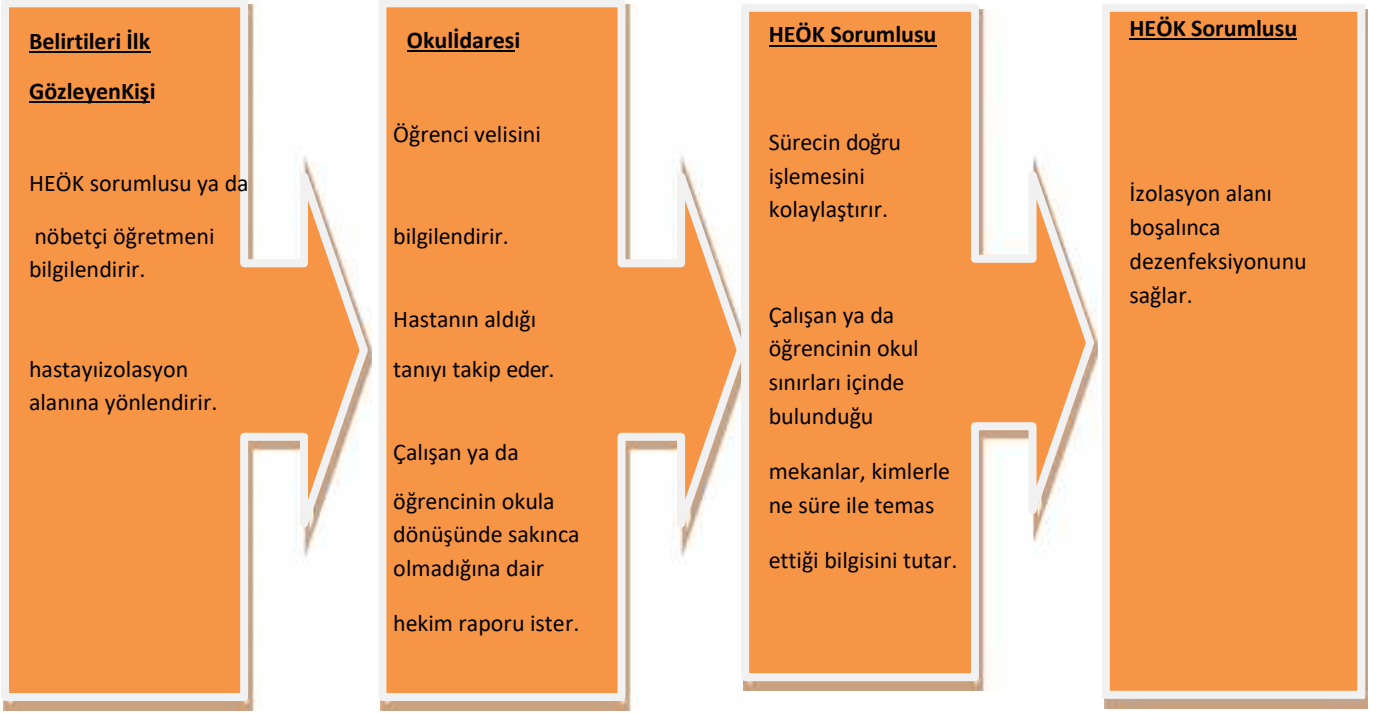 Belirtileri İlk
GözleyenKişi
HEÖK sorumlusu ya da
nöbetçi öğretmeni
bilgilendirir.
hastayıizolasyon
alanına yönlendirir.
Okulİdaresi
Öğrenci velisini
bilgilendirir.
Hastanın aldığı
tanıyı takip eder.
Çalışan ya da
öğrencinin okula
dönüşünde sakınca
olmadığına dair
hekim raporu ister.
HEÖK Sorumlusu
Sürecin doğru
işlemesini
kolaylaştırır.
Çalışan ya da
öğrencinin okul
sınırları içinde
bulunduğu
mekanlar, kimlerle
ne süre ile temas
ettiği bilgisini tutar.
HEÖK Sorumlusu
İzolasyon alanı
boşalınca
dezenfeksiyonunu
sağlar.